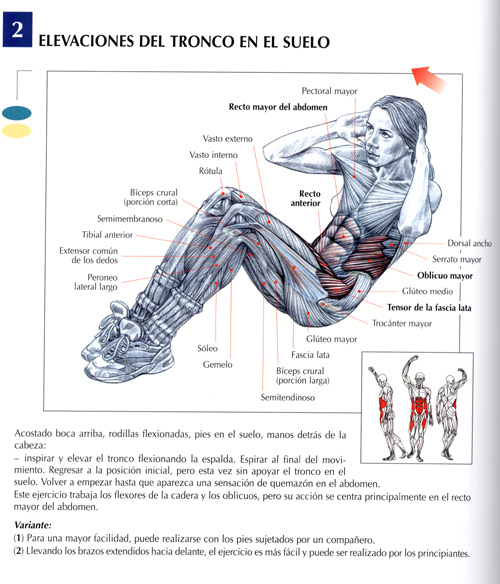 2
ELEVACIONES DEL TRONCO EN EL SUELO
Pectoral mayor
Recto mayor del abdomen
Vasto externo
Vasto interno
Rótula
Bíceps crural
(porción corta)
Recto
anterior
Semimembranoso
Tibial anterior
Extensor común
de los dedos
Peroneo
lateral largo
Dorsal ancho
Serrato mayor
Oblicuo mayor
Glúteo medio
Tensor de la fascia lata
Trocánter mayor
Glúteo mayor
Sóleo
Fascia lata
Gemelo
Bíceps crural
(porción larga)
Semitendinoso
Acostado boca arriba, rodillas flexionadas, pies en el suelo, manos detrás de la
cabeza:
– inspirar y elevar el tronco flexionando la espalda. Espirar al final del movi-
miento. Regresar a la posición inicial, pero esta vez sin apoyar el tronco en el
suelo. Volver a empezar hasta que aparezca una sensación de quemazón en el abdomen.
Este ejercicio trabaja los flexores de la cadera y los oblicuos, pero su acción se centra principalmente en el recto
mayor del abdomen.
Variante:
(1) Para una mayor facilidad, puede realizarse con los pies sujetados por un compañero.
(2) Llevando los brazos extendidos hacia delante, el ejercicio es más fácil y puede ser realizado por los principiantes.